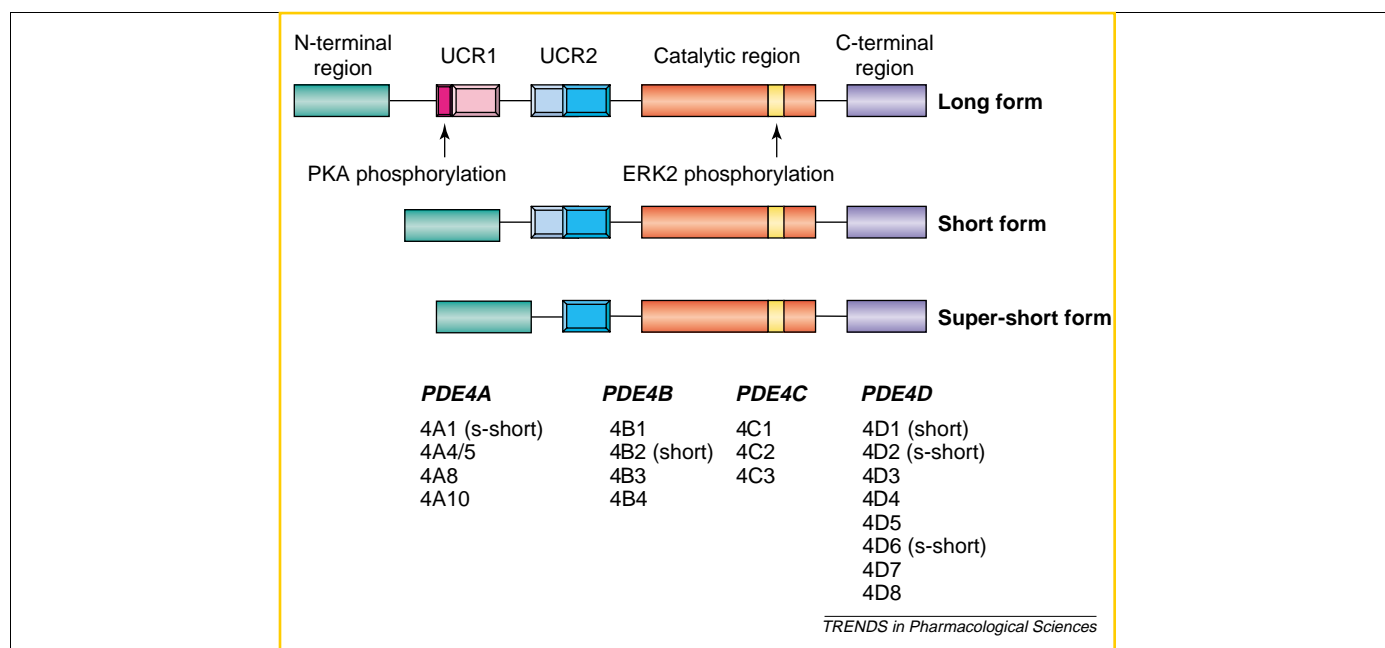 N-terminal region
UCR1
UCR2
Catalytic region
C-terminal region
Long form
PKA phosphorylation
ERK2 phosphorylation
Short form
Super-short form
PDE4A
4A1 (s-short)
4A4/5
4A8
4A10
PDE4B
4B1
4B2 (short)
4B3
4B4
PDE4C
4C1
4C2
4C3
PDE4D
4D1 (short)
4D2 (s-short)
4D3
4D4
4D5
4D6 (s-short)
4D7
4D8
TRENDS in Pharmacological Sciences